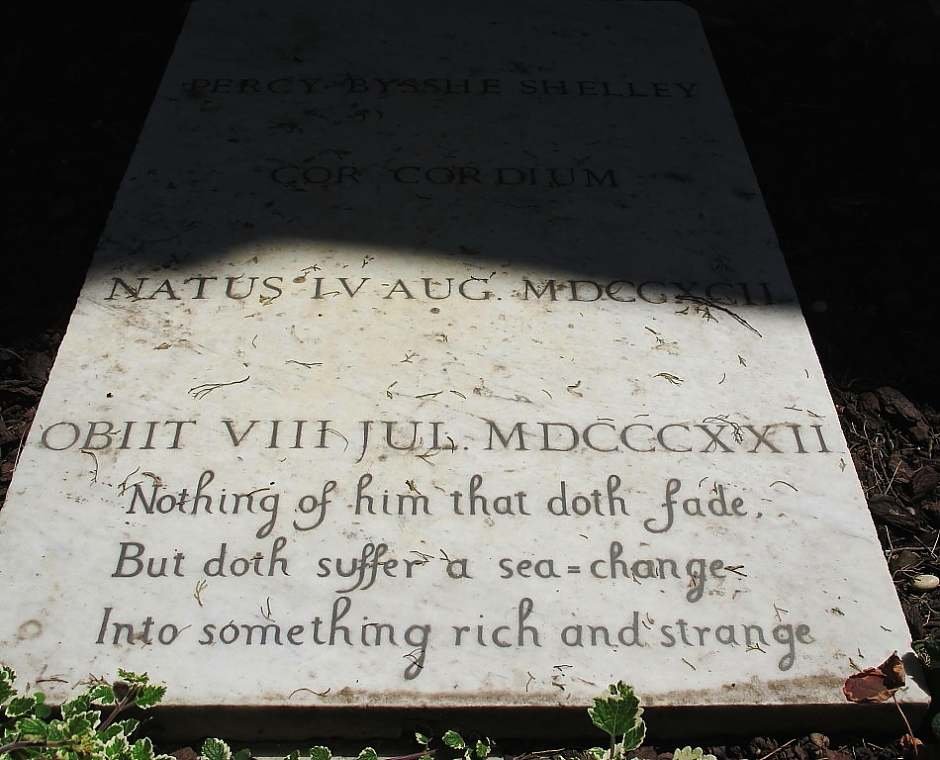 PERCY BYSSHE SHELLEY
COR CORDIUM
NATUS IV AUG. MDCCXCII
OBIIT VIII JUL. MDCCCXXII
Nothing of him that doth fade,
But doth suffer a sea=change
Into something rich and strange